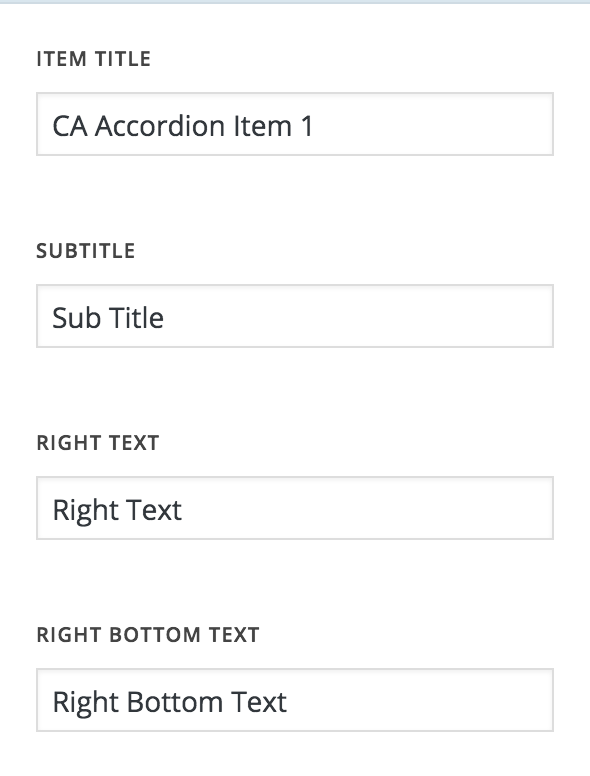 ITEM TITLE
CA Accordion Item 1
SUBTITLE
Sub Title
RIGHT TEXT
Right Text
RIGHT BOTTOM TEXT
Right Bottom Text